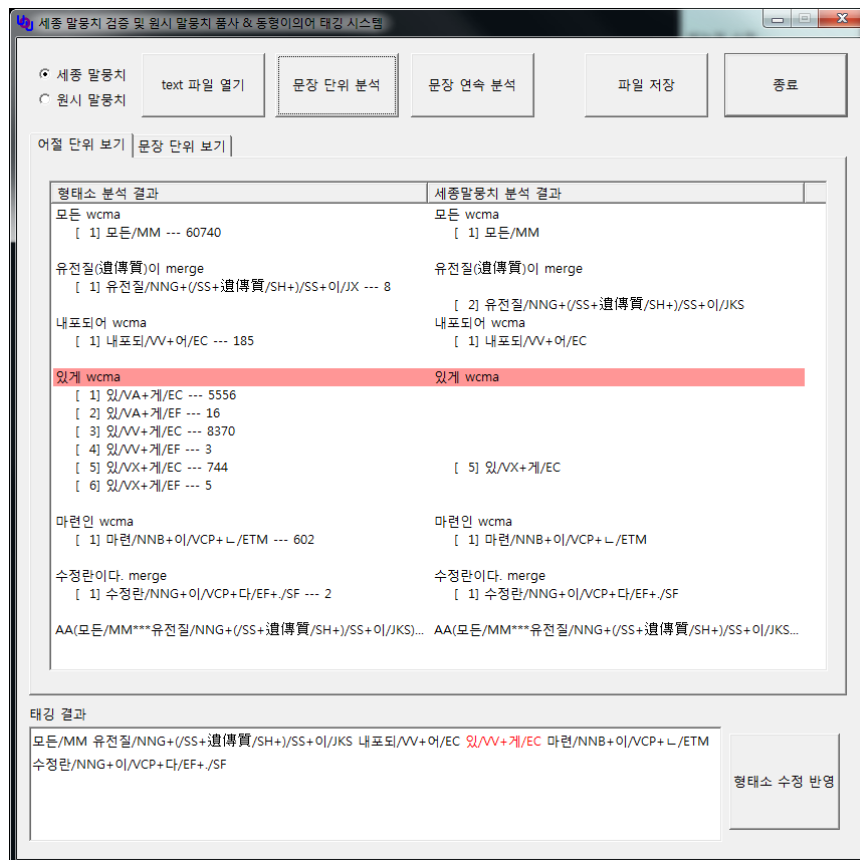 세종 말뭉치 검증 및 원시 말뭉치 품사 & 동형이의어 태깅 시스템
세종 말뭉치
원시 말뭉치
text 파일 열기
문장 단위 분석
문장 연속 분석
파일 저장
종료
어절 단위 보기 문장 단위 보기
형태소 분석 결과 세종말뭉치 분석 결과
모든 wcma 모든 wcma
[ 1] 모든/MM --- 60740 [ 1] 모든/MM
유전질(遺傳質)이 merge 유전질(遺傳質)이 merge
[ 1] 유전질/NNG+(/SS+遺傳質/SH+)/SS+이/JX --- 8
[ 2] 유전질/NNG+(/SS+遺傳質/SH+)/SS+이/JKS
내포되어 wcma 내포되어 wcma
[ 1] 내포되/VV+어/EC --- 185 [ 1] 내포되/VV+어/EC
있게 wcma 있게 wcma
[ 1] 있/VA+게/EC --- 5556
[ 2] 있/VA+게/EF --- 16
[ 3] 있/VV+게/EC --- 8370
[ 4] 있/VV+게/EF --- 3
[ 5] 있/VX+게/EC --- 744 [ 5] 있/VX+게/EC
[ 6] 있/VX+게/EF --- 5
마련인 wcma 마련인 wcma
[ 1] 마련/NNB+이/VCP+ㄴ/ETM --- 602 [ 1] 마련/NNB+이/VCP+ㄴ/ETM
수정란이다. merge 수정란이다. merge
[ 1] 수정란/NNG+이/VCP+다/EF+./SF --- 2 [ 1] 수정란/NNG+이/VCP+다/EF+./SF
AA(모든/MM***유전질/NNG+(/SS+遺傳質/SH+)/SS+이/JKS)... AA(모든/MM***유전질/NNG+(/SS+遺傳質/SH+)/SS+이/JKS...
태깅 결과
모든/MM 유전질/NNG+(/SS+遺傳質/SH+)/SS+이/JKS 내포되/VV+어/EC 있/VV+게/EC 마련/NNB+이/VCP+ㄴ/ETM
수정란/NNG+이/VCP+다/EF+./SF
형태소 수정 반영